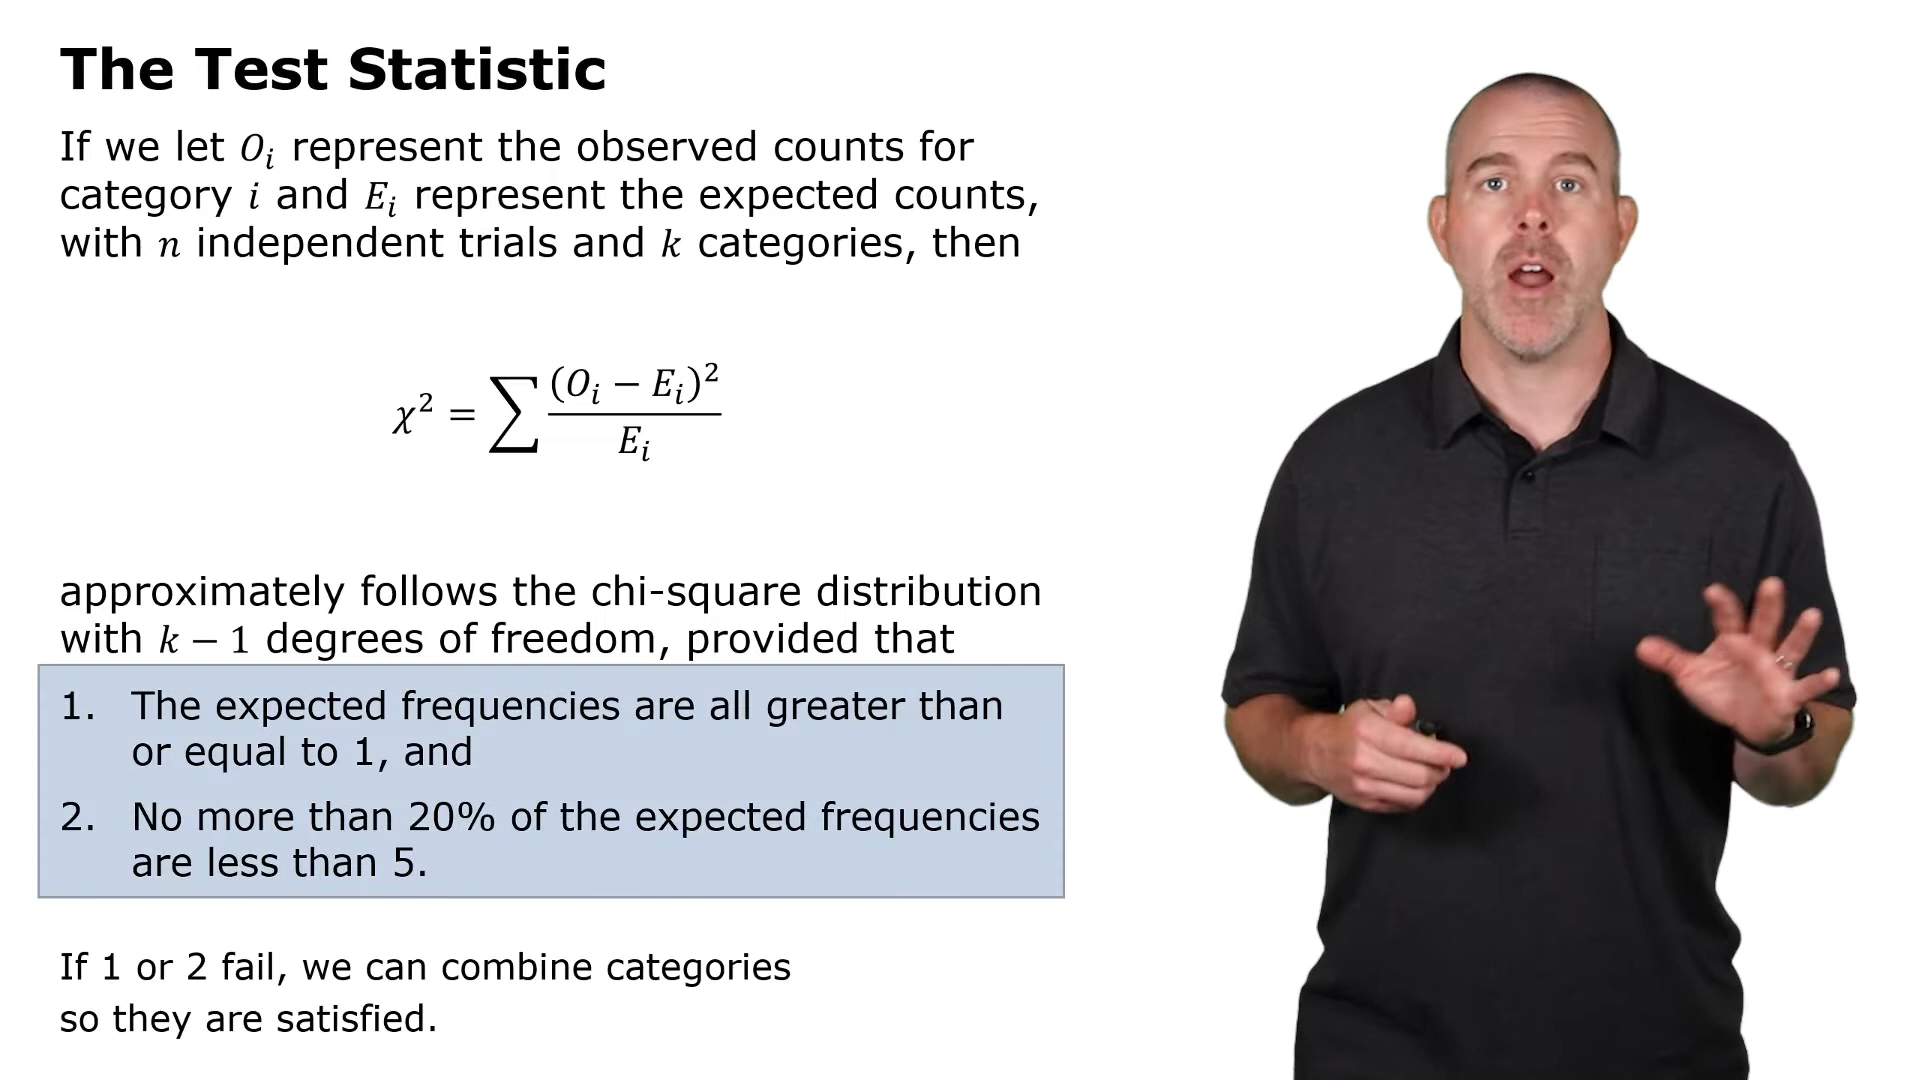 The Test Statistic
If we let Oᵢ represent the observed counts for
category i and Eᵢ represent the expected counts,
with n independent trials and k categories, then
χ² = ∑ (Oᵢ − Eᵢ)² / Eᵢ
approximately follows the chi-square distribution
with k − 1 degrees of freedom, provided that
1. The expected frequencies are all greater than
or equal to 1, and
2. No more than 20% of the expected frequencies
are less than 5.
If 1 or 2 fail, we can combine categories
so they are satisfied.